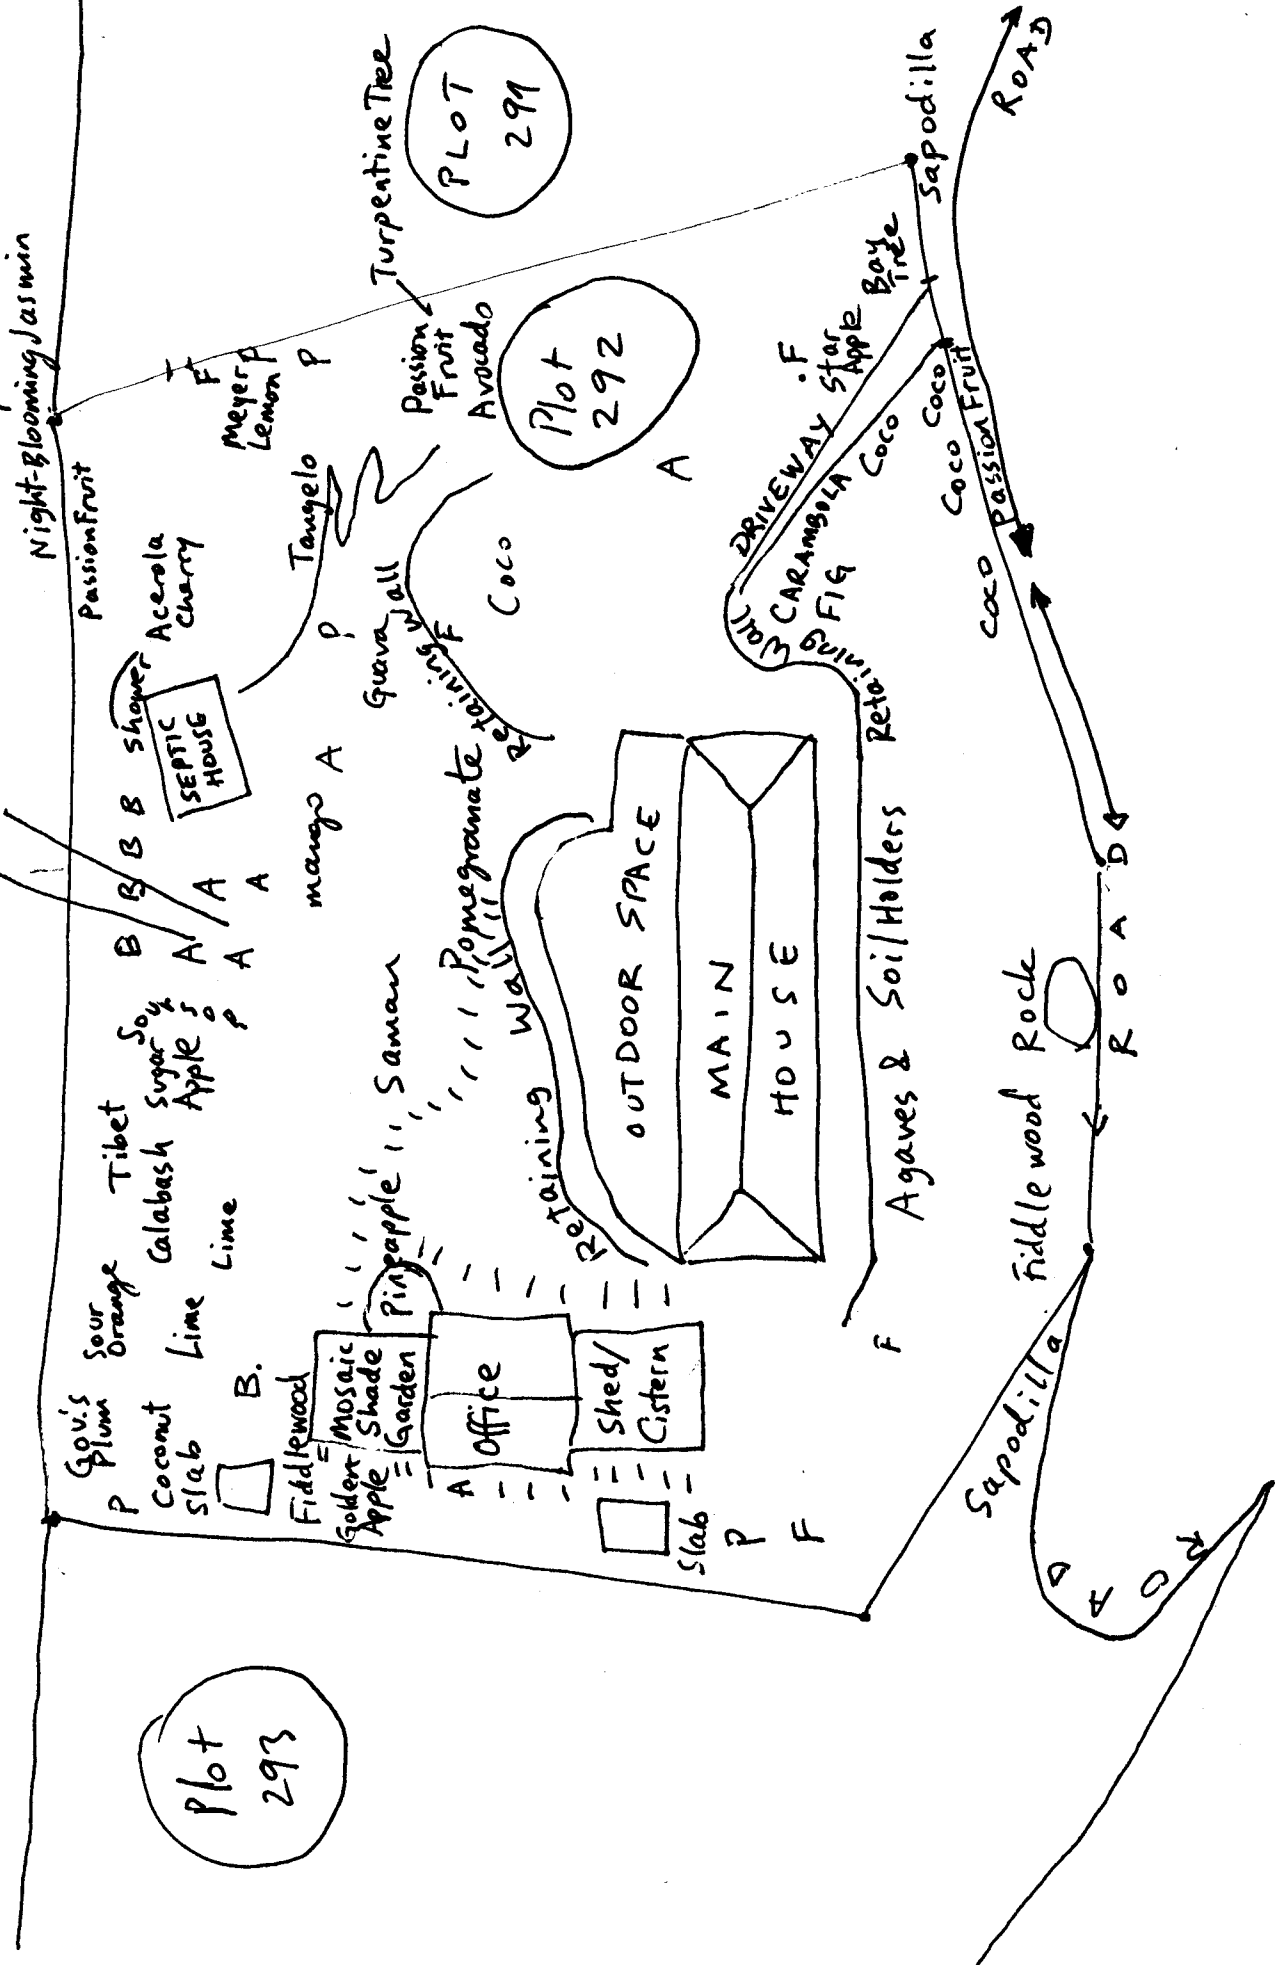 Night-Blooming Jasmin
Passion Fruit
Gov's
Plum
Sour
Orange
Tibet
B B B B
Shower
Acerola
Cherry
P
Coconut
Slab
Lime
Calabash
Sugar
Apple
Sour
Sop
A A
SEPTIC
HOUSE
F
Meyer
Lemon
P
P
B.
Lime
A A
Plot
293
Fiddlewood
Mosaic
Shade
Garden
Golden
Apple
Pineapple
Saman
mango
A
P
Tangelo
Guava
Turpentine Tree
Passion
Fruit
Avocado
PLOT
291
A
Office
Pomegranate
Retaining Wall
F
Retaining Wall
Coco
Plot
292
Slab
Shed/
Cistern
OUTDOOR SPACE
MAIN
HOUSE
A
P
F
DRIVEWAY
.F
Star
Apple
Bay
Tree
Retaining Wall
CARAMBOLA
FIG
Coco
Coco
Coco
Coco
Passion Fruit
Sapodilla
F
Agaves & Soil Holders
Sapodilla
Fiddlewood
Rock
ROAD
ROAD
ROAD